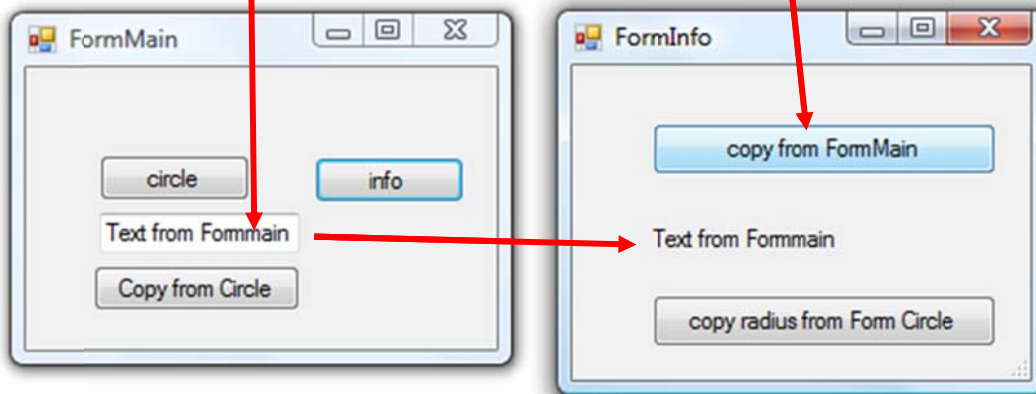 FormMain
circle
info
Text from Formmain
Copy from Circle
FormInfo
copy from FormMain
Text from Formmain
copy radius from Form Circle